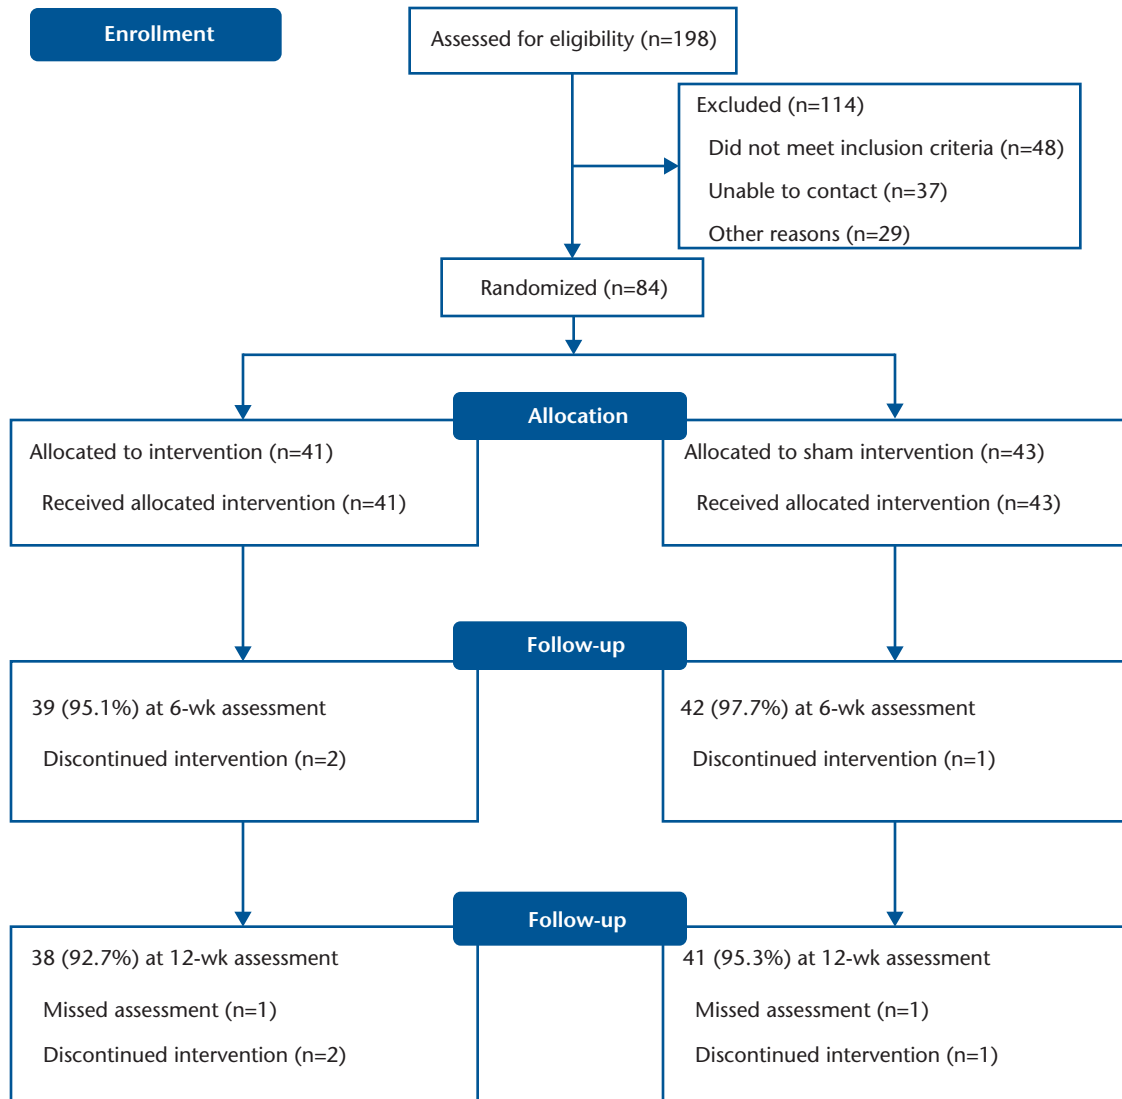 Enrollment
Assessed for eligibility (n=198)
Excluded (n=114)
Did not meet inclusion criteria (n=48)
Unable to contact (n=37)
Other reasons (n=29)
Randomized (n=84)
Allocation
Allocated to intervention (n=41)
Received allocated intervention (n=41)
Allocated to sham intervention (n=43)
Received allocated intervention (n=43)
Follow-up
39 (95.1%) at 6-wk assessment
Discontinued intervention (n=2)
42 (97.7%) at 6-wk assessment
Discontinued intervention (n=1)
Follow-up
38 (92.7%) at 12-wk assessment
Missed assessment (n=1)
Discontinued intervention (n=2)
41 (95.3%) at 12-wk assessment
Missed assessment (n=1)
Discontinued intervention (n=1)